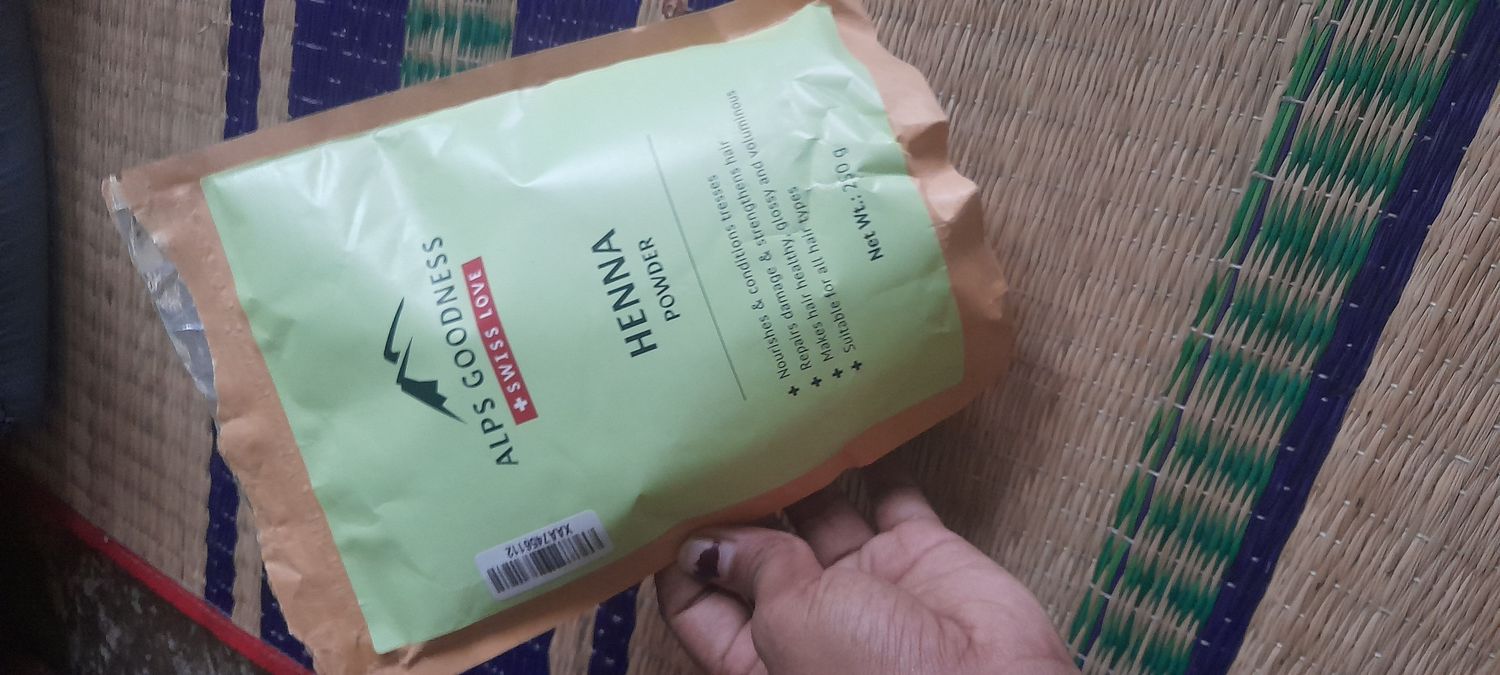 ALPS GOODNESS
SWISS LOVE
HENNA
POWDER
Nourishes & conditions tresses
Repairs damage & strengthens hair
Makes hair healthy, glossy and voluminous
Suitable for all hair types
Net Wt.: 250 g
XAA7456112